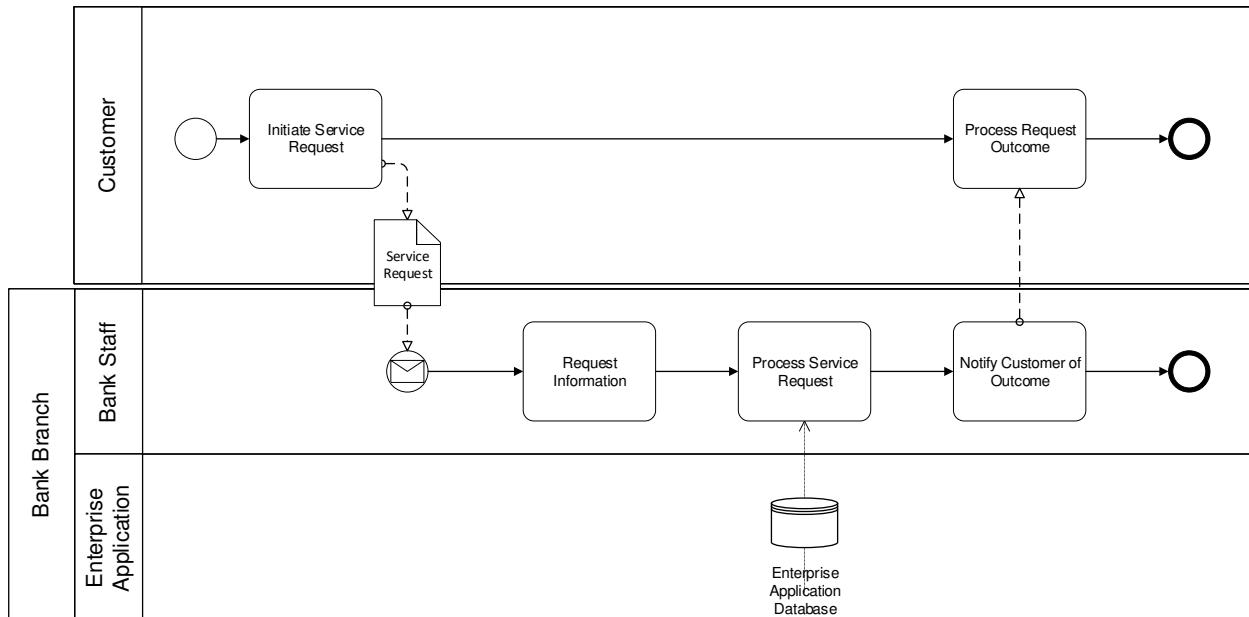 Customer
Initiate Service
Request
Process Request
Outcome
Service
Request
Bank Branch
Bank Staff
Request
Information
Process Service
Request
Notify Customer of
Outcome
Enterprise
Application
Enterprise
Application
Database